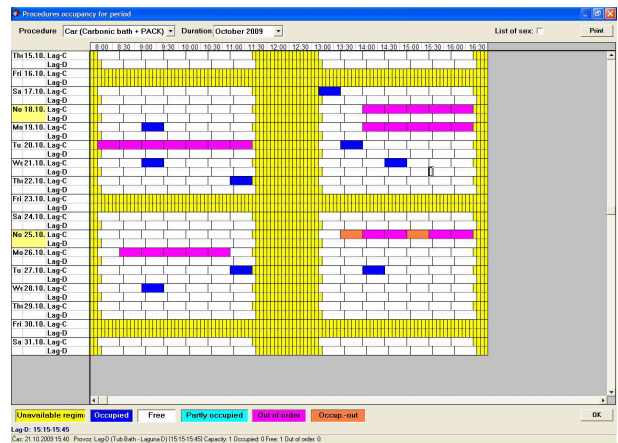 Procedures occupancy for period
Procedure Car (Carbonic bath + PACK) Duration: October 2009 List of sex: Print
8:00 8:30 9:00 9:30 10:00 10:30 11:00 11:30 12:00 12:30 13:00 13:30 14:00 14:30 15:00 15:30 16:00 16:30
Th 15.10. Lag-C
Lag-D
Fri 16.10. Lag-C
Lag-D
Sa 17.10. Lag-C
Lag-D
No 18.10. Lag-C
Lag-D
Mo 19.10. Lag-C
Lag-D
Tu 20.10. Lag-C
Lag-D
We 21.10. Lag-C
Lag-D
Th 22.10. Lag-C
Lag-D
Fri 23.10. Lag-C
Lag-D
Sa 24.10. Lag-C
Lag-D
No 25.10. Lag-C
Lag-D
Mo 26.10. Lag-C
Lag-D
Tu 27.10. Lag-C
Lag-D
We 28.10. Lag-C
Lag-D
Th 29.10. Lag-C
Lag-D
Fri 30.10. Lag-C
Lag-D
Sa 31.10. Lag-C
Lag-D
Unavailable regim Occupied Free Partly occupied Out of order Occup.-out OK
Lag-D: 15:15-15:45
Čas: 21.10.2009 15:40 Provoz: Lag-D (Tub Bath - Laguna D) (15:15-15:45) Capacity: 1 Occupied: 0 Free: 1 Out of order: 0